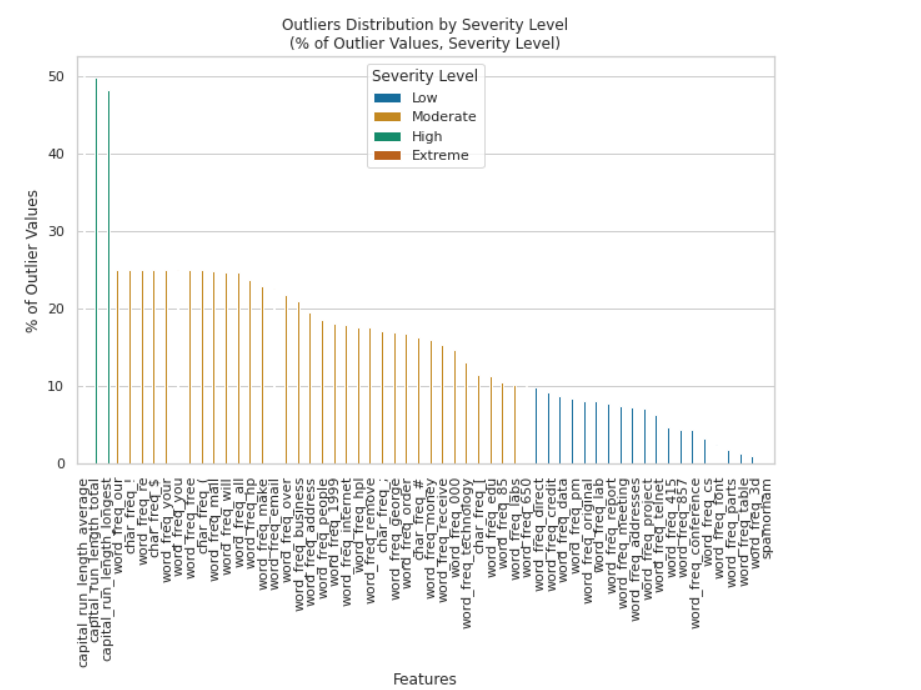 Outliers Distribution by Severity Level
(% of Outlier Values, Severity Level)
% of Outlier Values
50
40
30
20
10
0
Severity Level
Low
Moderate
High
Extreme
capital_run_length_average
capital_run_length_total
capital_run_length_longest
word_freq_our
char_freq_!
word_freq_re
char_freq_$
word_freq_your
word_freq_you
word_freq_free
char_freq_(
word_freq_mail
word_freq_will
word_freq_all
word_freq_hp
word_freq_make
word_freq_email
word_freq_over
word_freq_business
word_freq_address
word_freq_people
word_freq_1999
word_freq_internet
word_freq_hpl
word_freq_remove
char_freq_;
word_freq_george
word_freq_order
char_freq_#
word_freq_money
word_freq_receive
word_freq_000
word_freq_technology
char_freq_[
word_freq_edu
word_freq_85
word_freq_labs
word_freq_650
word_freq_direct
word_freq_credit
word_freq_data
word_freq_pm
word_freq_original
word_freq_lab
word_freq_report
word_freq_meeting
word_freq_addresses
word_freq_project
word_freq_telnet
word_freq_415
word_freq_857
word_freq_conference
word_freq_cs
word_freq_font
word_freq_parts
word_freq_table
word_freq_3d
spamorham
Features